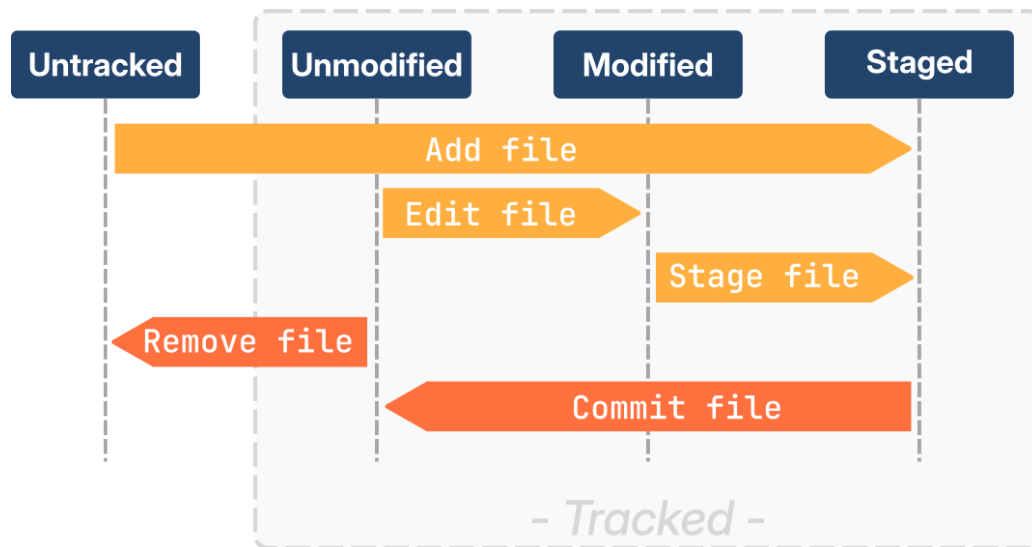 Untracked
Unmodified
Modified
Staged
Add file
Edit file
Stage file
Remove file
Commit file
- Tracked -